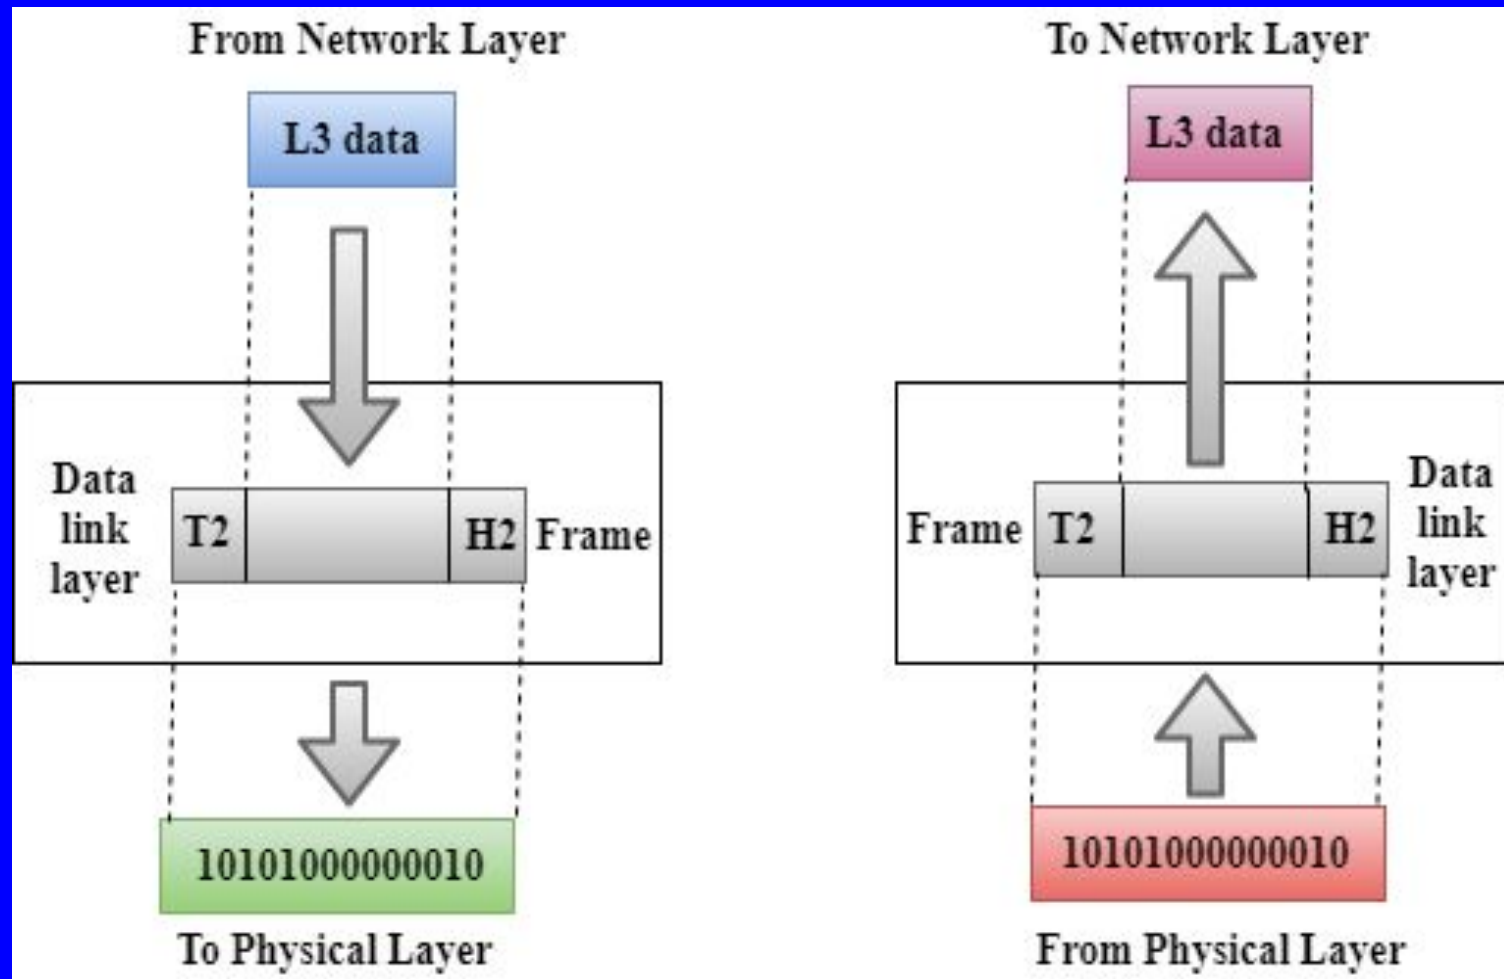 From Network Layer
L3 data
Data
link
layer
T2
H2
Frame
10101000000010
To Physical Layer
To Network Layer
L3 data
Frame
T2
H2
Data
link
layer
10101000000010
From Physical Layer